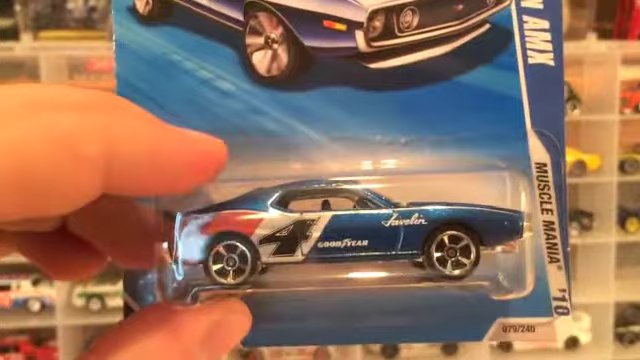 N AMX
MUSCLE MANIA '10
Javelin
4
GOODYEAR
079/240